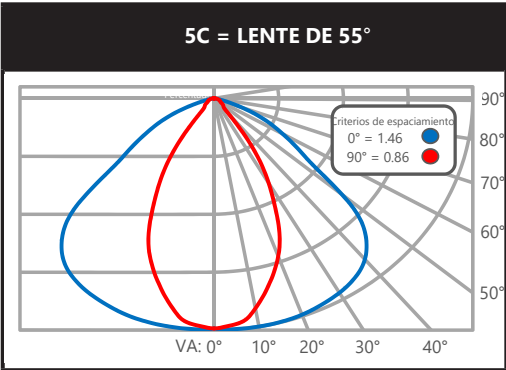 5C = LENTE DE 55°
Criterios de espaciamiento
0° = 1.46
90° = 0.86
90°
80°
70°
60°
50°
VA: 0° 10° 20° 30° 40°